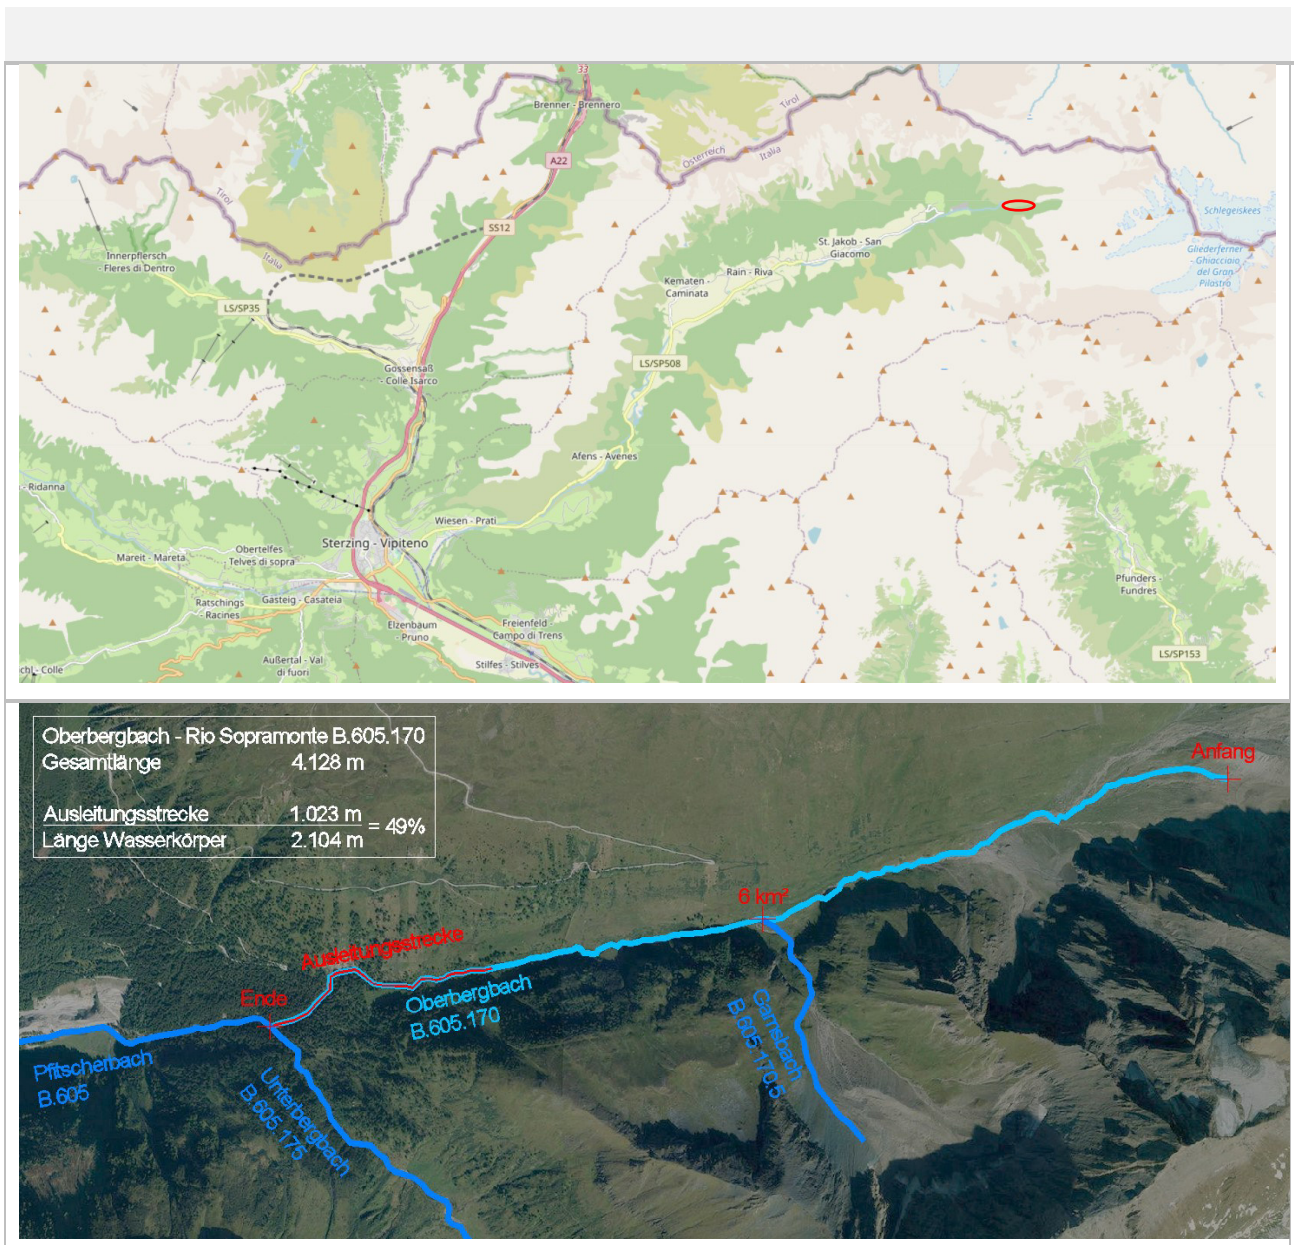 33
Brenner - Brennero
Tirol
Österreich
Italia
A22
Tirol
SS12
Italia
Innerpflersch
- Fleres di Dentro
St. Jakob - San
Giacomo
Schlegeiskees
Gliederferner
- Ghiacciaio
del Gran
Pilastro
Rain - Riva
Kematen -
Caminata
LS/SP35
LS/SP508
Gossensaß
- Colle Isarco
Afens - Avenes
- Ridanna
Wiesen - Prati
Sterzing - Vipiteno
Obertelfes
Telves di sopra
Mareit - Mareta
Pfunders -
Fundres
Ratschings
- Racines
Gasteig - Casateia
Elzenbaum
- Pruno
Freienfeld -
Campo di Trens
Außertal - Val
di fuori
Stilfes - Stilves
LS/SP153
chl - Colle
Oberbergbach - Rio Sopramonte B.605.170
Gesamtlänge 4.128 m
Ausleitungsstrecke 1.023 m
= 49%
Länge Wasserkörper 2.104 m
Anfang
6 km²
Ausleitungsstrecke
Oberbergbach
B.605.170
Ende
Pfitscherbach
B.605
Unterbergbach
B.605.175
Gamsbach
B.605.170.5